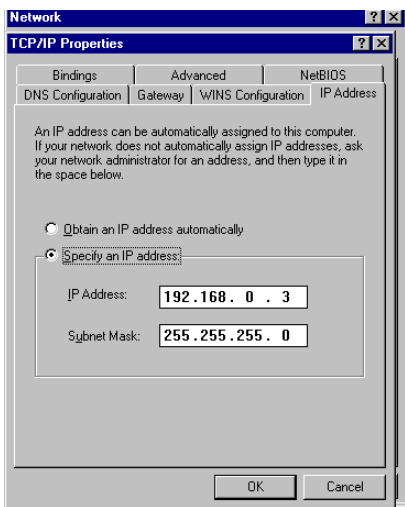 Network
TCP/IP Properties
Bindings
Advanced
NetBIOS
DNS Configuration
Gateway
WINS Configuration
IP Address
An IP address can be automatically assigned to this computer.
If your network does not automatically assign IP addresses, ask
your network administrator for an address, and then type it in
the space below.
Obtain an IP address automatically
Specify an IP address:
IP Address:
192.168. 0 . 3
Subnet Mask:
255.255.255. 0
OK
Cancel